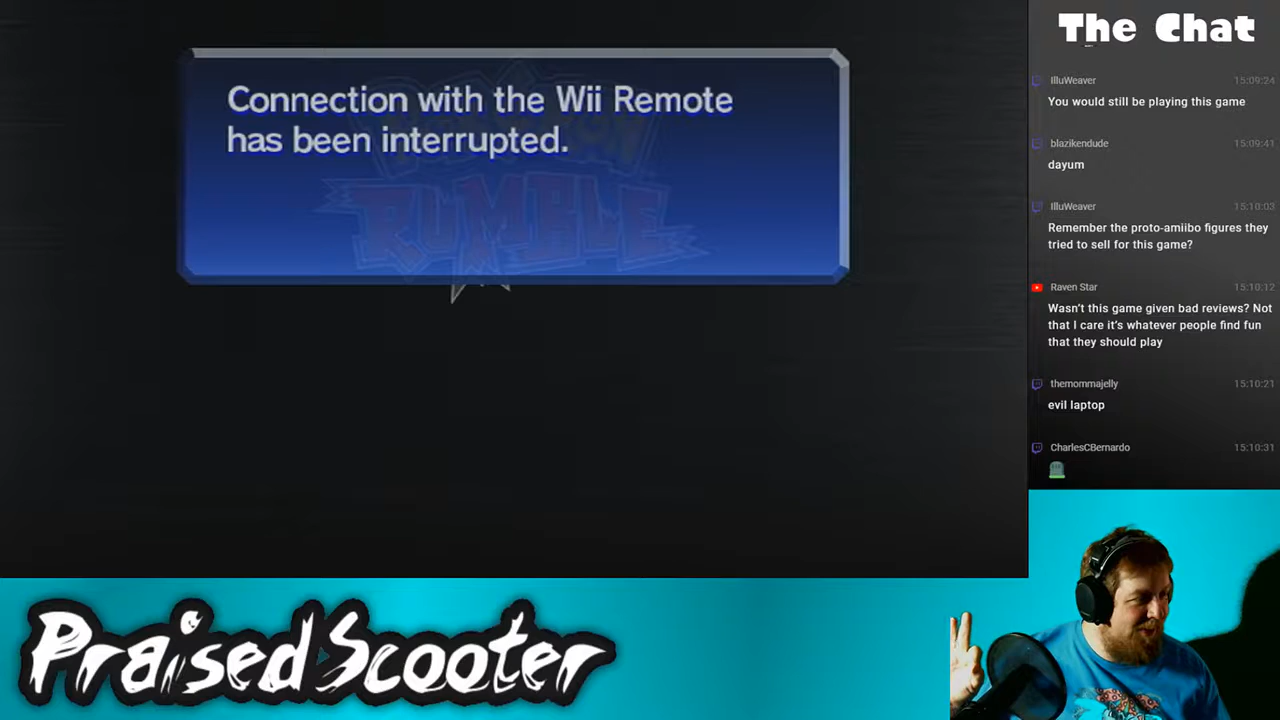 Connection with the Wii Remote
has been interrupted.
RUMBLE
The Chat
IlluWeaver 15:09:24
You would still be playing this game
blazikendude 15:09:41
dayum
IlluWeaver 15:10:03
Remember the proto-amiibo figures they
tried to sell for this game?
Raven Star 15:10:12
Wasn't this game given bad reviews? Not
that I care it's whatever people find fun
that they should play
themommajelly 15:10:21
evil laptop
CharlesCBernardo 15:10:31
PraisedScooter